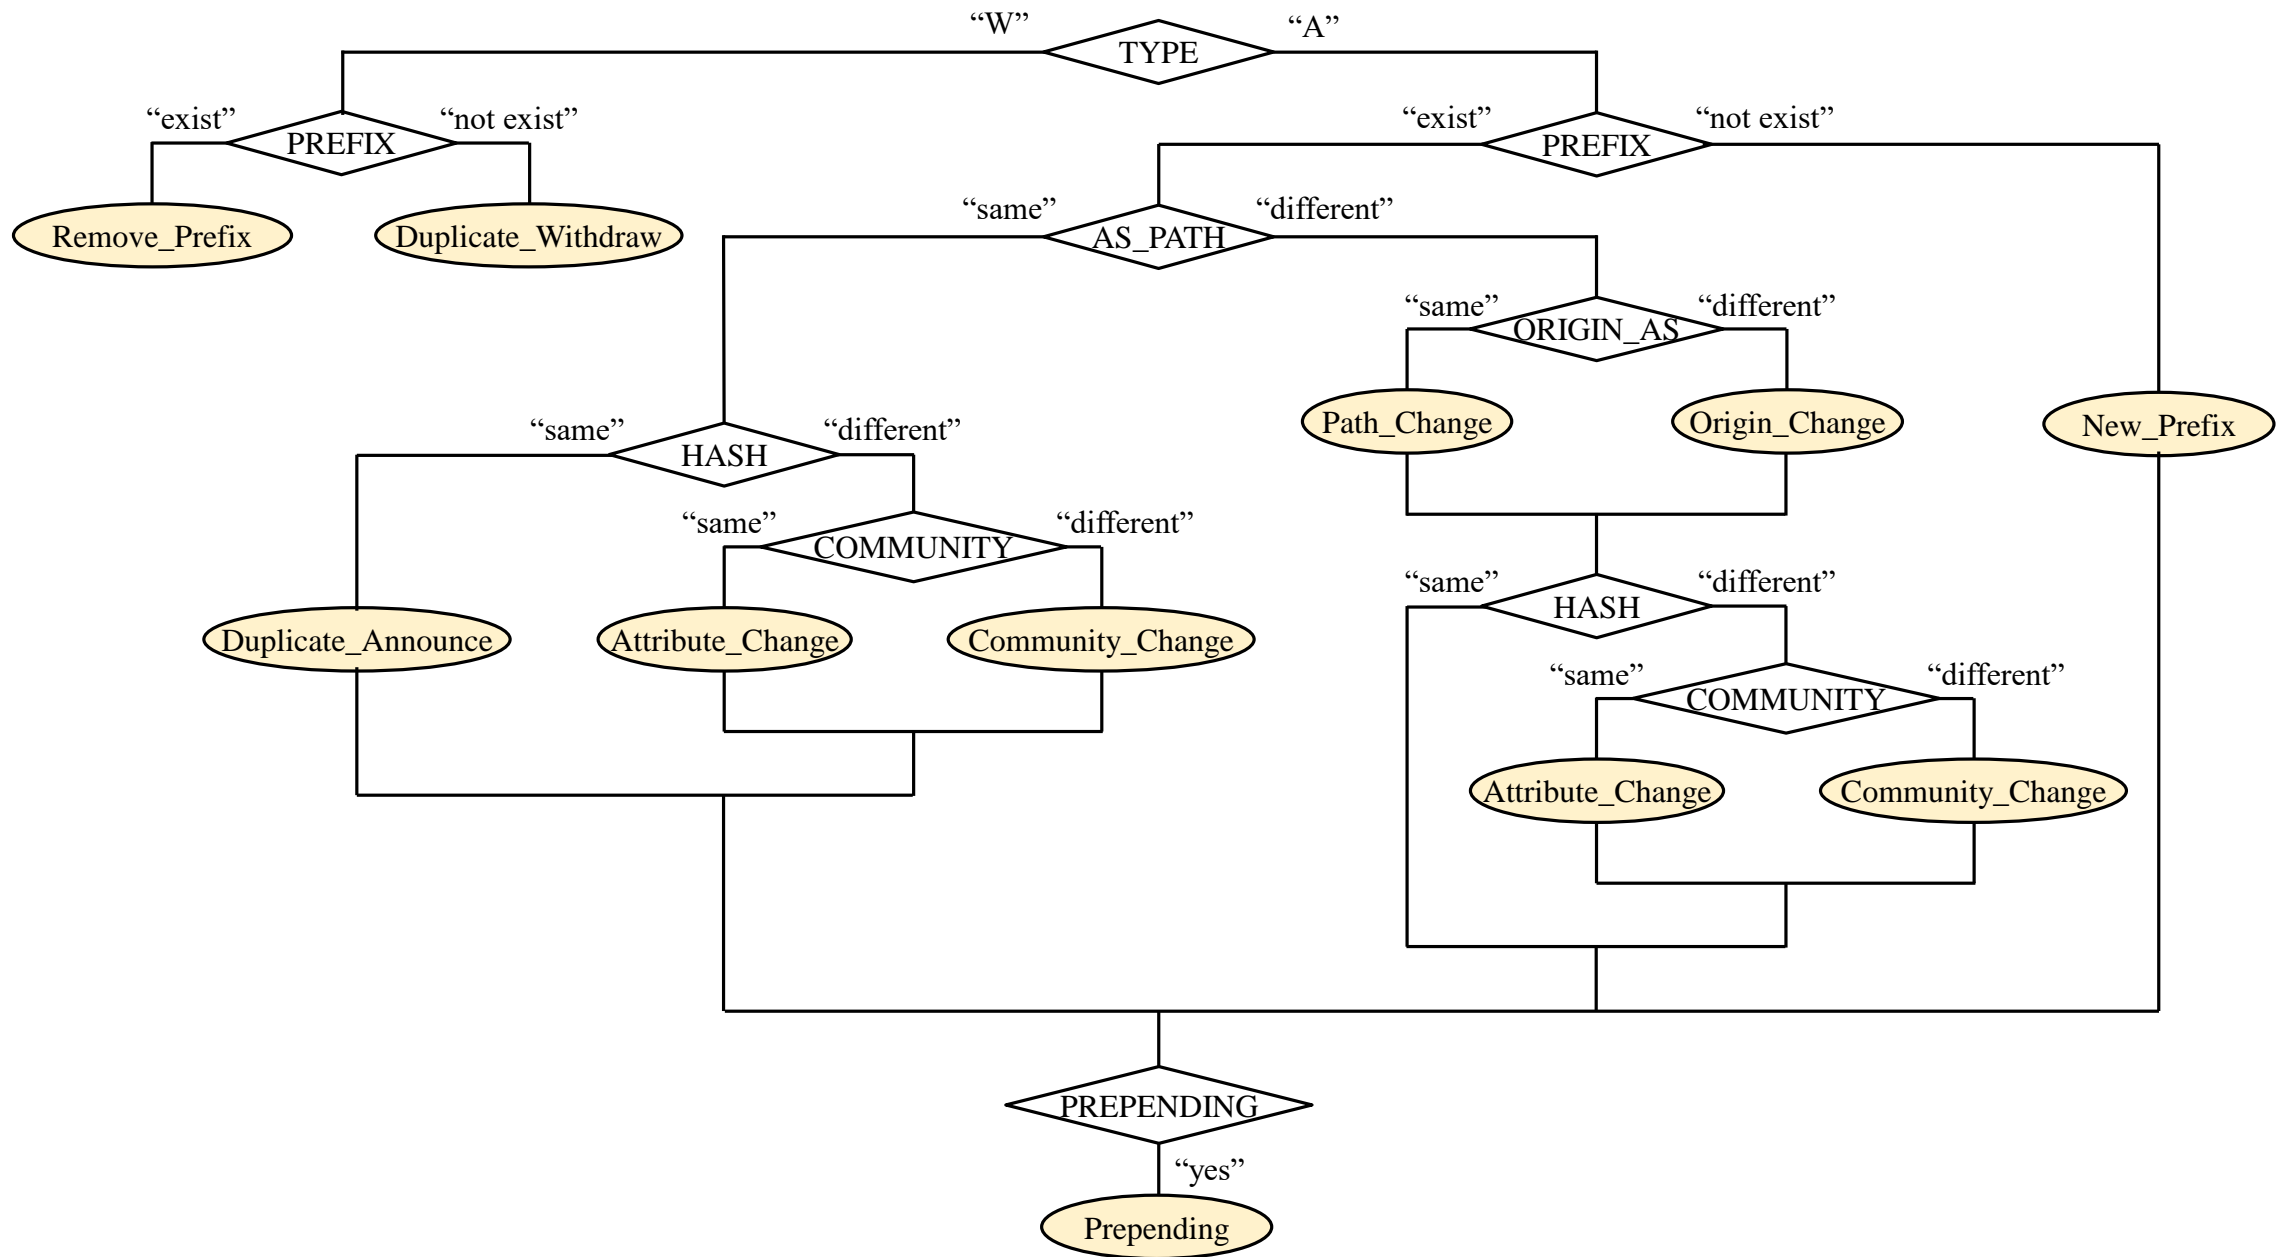 “W”
“A”
TYPE
“exist”
“not exist”
“exist”
“not exist”
PREFIX
PREFIX
“same”
“different”
Remove_Prefix
Duplicate_Withdraw
AS_PATH
“same”
“different”
ORIGIN_AS
Path_Change
Origin_Change
New_Prefix
“same”
“different”
HASH
“same”
“different”
COMMUNITY
“same”
“different”
HASH
Duplicate_Announce
Attribute_Change
Community_Change
“same”
“different”
COMMUNITY
Attribute_Change
Community_Change
PREPENDING
“yes”
Prepending